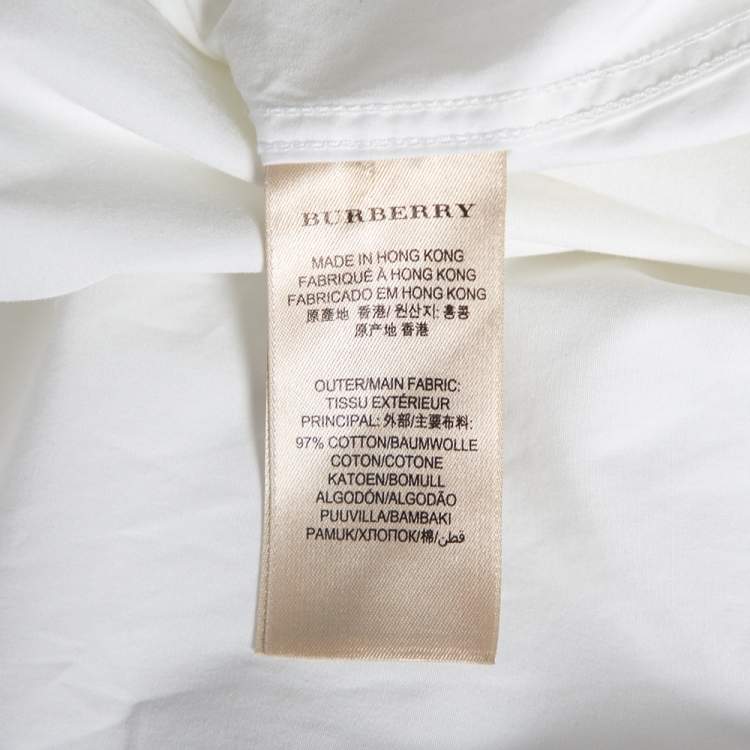 BURBERRY
MADE IN HONG KONG
FABRIQUÉ À HONG KONG
FABRICADO EM HONG KONG
原產地 香港/ 원산지: 홍콩
原产地 香港
OUTER/MAIN FABRIC:
TISSU EXTÉRIEUR
PRINCIPAL: 外部/主要布料:
97% COTTON/BAUMWOLLE
COTON/COTONE
KATOEN/BOMULL
ALGODÓN/ALGODÃO
PUUVILLA/BAMBAKI
PAMUK/ХЛОПОК/棉/قطن